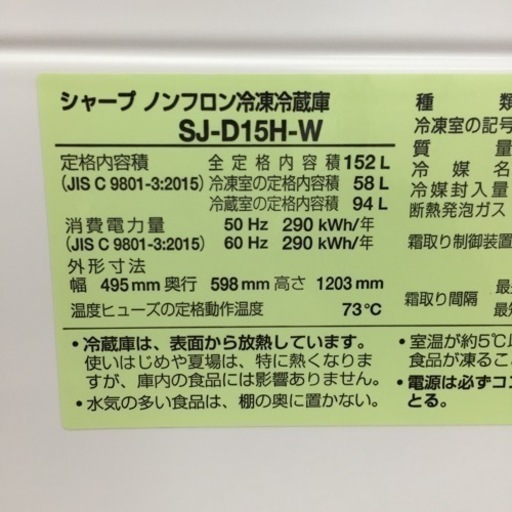 シャープ ノンフロン冷凍冷蔵庫
SJ-D15H-W
定格内容積 全定格内容積 152 L
(JIS C 9801-3:2015) 冷凍室の定格内容積 58 L
冷蔵室の定格内容積 94 L
消費電力量 50 Hz 290 kWh/年
(JIS C 9801-3:2015) 60 Hz 290 kWh/年
外形寸法
幅 495 mm 奥行 598 mm 高さ 1203 mm
温度ヒューズの定格動作温度 73℃
• 冷蔵庫は、表面から放熱しています。
使いはじめや夏場は、特に熱くなりま
すが、庫内の食品には影響ありません。
• 水気の多い食品は、棚の奥に置かない。
種 類
冷凍室の記号
質 量
冷 媒 名
冷媒封入量
断熱発泡ガス
霜取り制御装置
霜取り間隔 最
最
• 室温が約5℃以
食品が凍るこ
• 電源は必ずコン
とる。